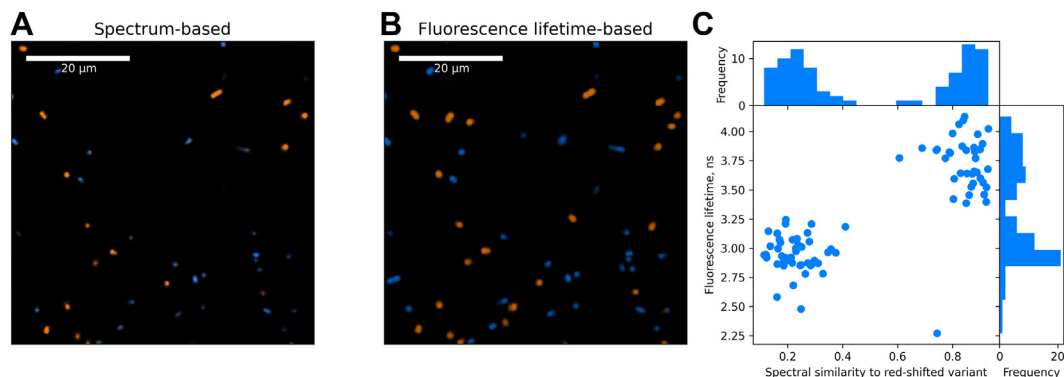 A
Spectrum-based
20 µm
B
Fluorescence lifetime-based
20 µm
C
Frequency
10
0
Fluorescence lifetime, ns
4.00
3.75
3.50
3.25
3.00
2.75
2.50
2.25
0.2 0.4 0.6 0.8
Spectral similarity to red-shifted variant
0 20
Frequency